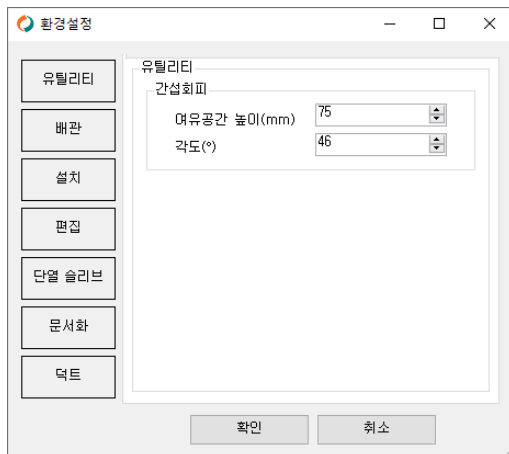 환경설정
유틸리티
배관
설치
편집
단열 슬리브
문서화
덕트
유틸리티
간섭회피
여유공간 높이(mm)
75
각도(º)
46
확인
취소